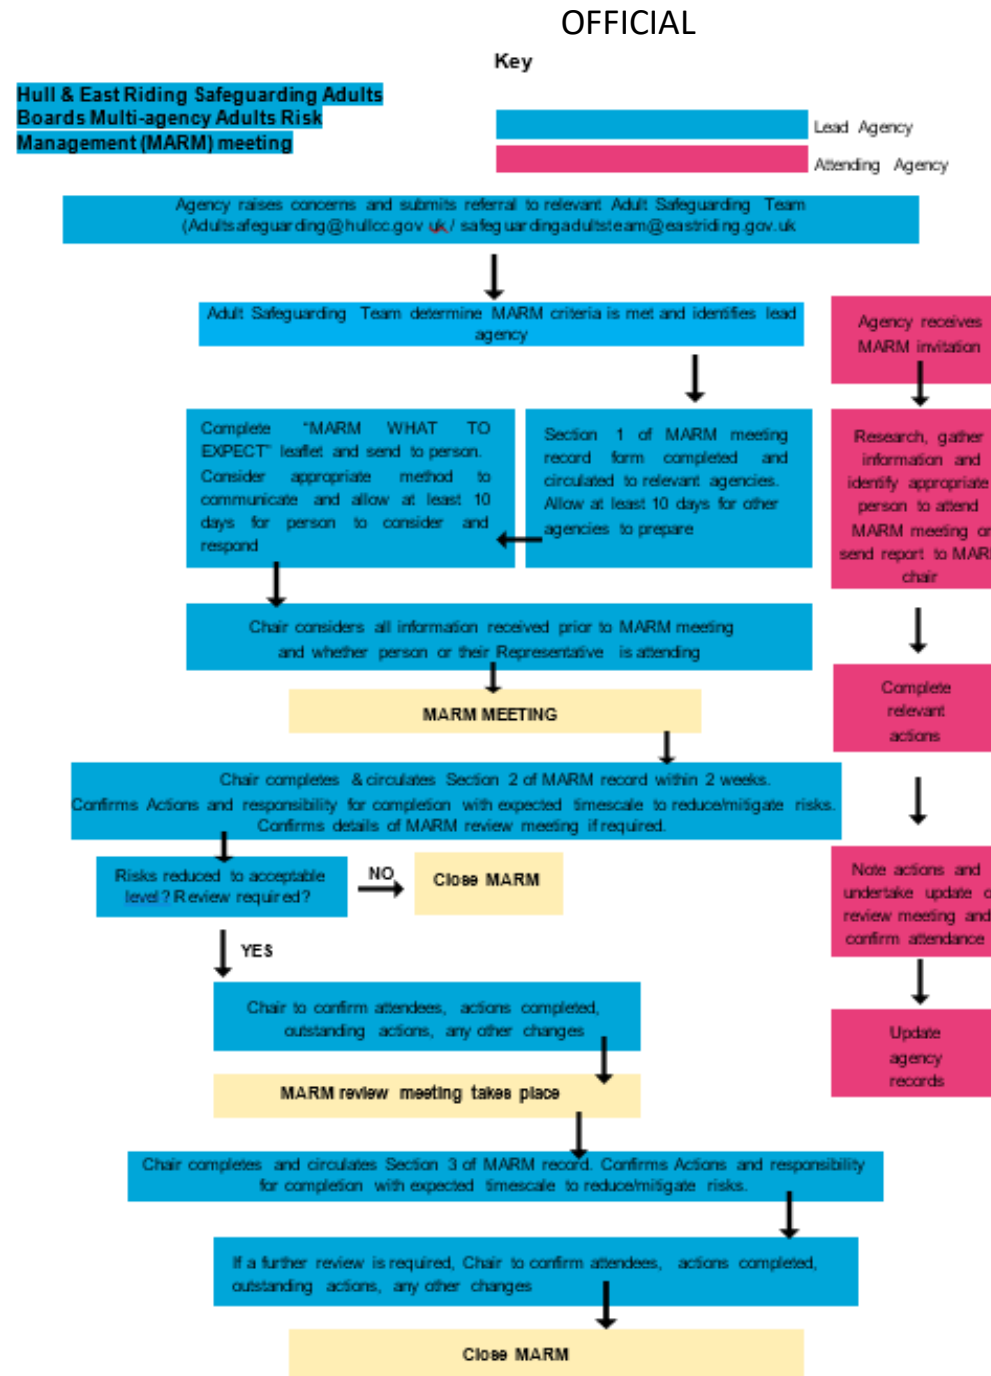 OFFICIAL
Key
Hull & East Riding Safeguarding Adults
Boards Multi-agency Adults Risk
Management (MARM) meeting
Lead Agency
Attending Agency
Agency raises concerns and submits referral to relevant Adult Safeguarding Team
(Adultsafeguarding@hullcc.gov uk/ safeguardingadultsteam@eastriding.gov.uk
Adult Safeguarding Team determine MARM criteria is met and identifies lead
agency
Complete "MARM WHAT TO
EXPECT" leaflet and send to person.
Consider appropriate method to
communicate and allow at least 10
days for person to consider and
respond
Section 1 of MARM meeting
record form completed and
circulated to relevant agencies.
Allow at least 10 days for other
agencies to prepare
Chair considers all information received prior to MARM meeting
and whether person or their Representative is attending
MARM MEETING
Chair completes & circulates Section 2 of MARM record within 2 weeks.
Confirms Actions and responsibility for completion with expected timescale to reduce/mitigate risks.
Confirms details of MARM review meeting if required.
Risks reduced to acceptable
level? Review required?
NO
Close MARM
YES
Chair to confirm attendees, actions completed,
outstanding actions, any other changes
MARM review meeting takes place
Chair completes and circulates Section 3 of MARM record. Confirms Actions and responsibility
for completion with expected timescale to reduce/mitigate risks.
If a further review is required, Chair to confirm attendees, actions completed,
outstanding actions, any other changes
Close MARM
Agency receives
MARM invitation
Research, gather
information and
identify appropriate
person to attend
MARM meeting or
send report to MAR
chair
Complete
relevant
actions
Note actions and
undertake update
review meeting and
confirm attendance
Update
agency
records